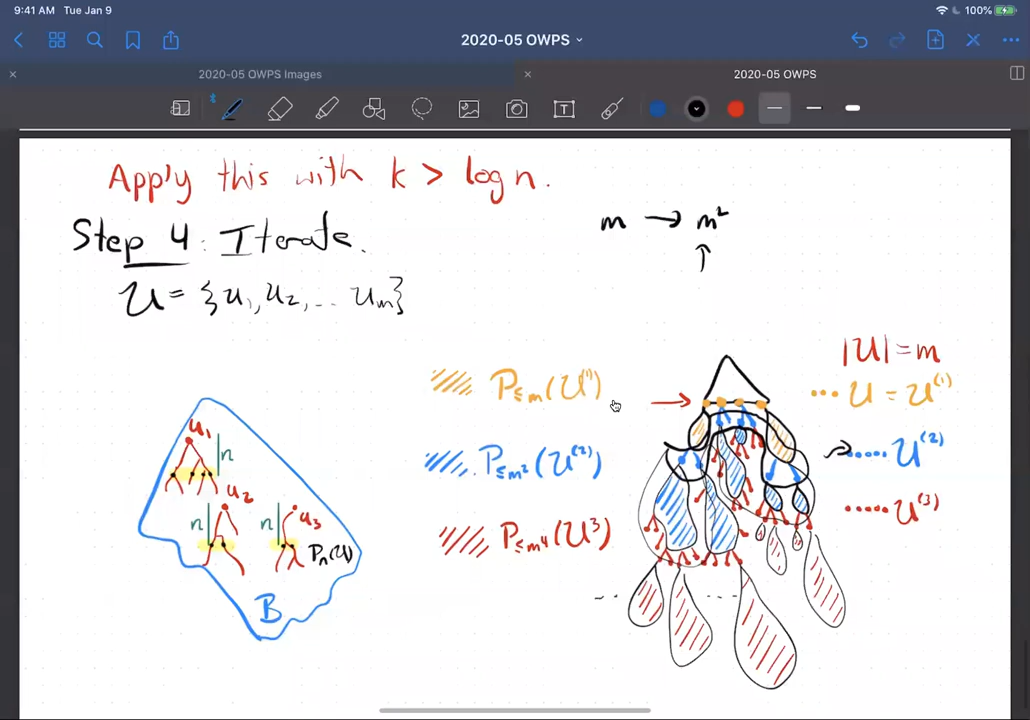 9:41 AM Tue Jan 9
100%
2020-05 OWPS
2020-05 OWPS Images
2020-05 OWPS
Apply this with k > log n.
Step 4 : Iterate.
m → m²
↑
U = {u₁, u₂, ... uₘ}
|U| = m
P≤m(U⁽¹⁾)
... U = U⁽¹⁾
P≤m²(U⁽²⁾)
..... U⁽²⁾
P≤m⁴(U³)
..... U⁽³⁾
u₁
n
u₂
n
n
u₃
Pₙ(U)
B